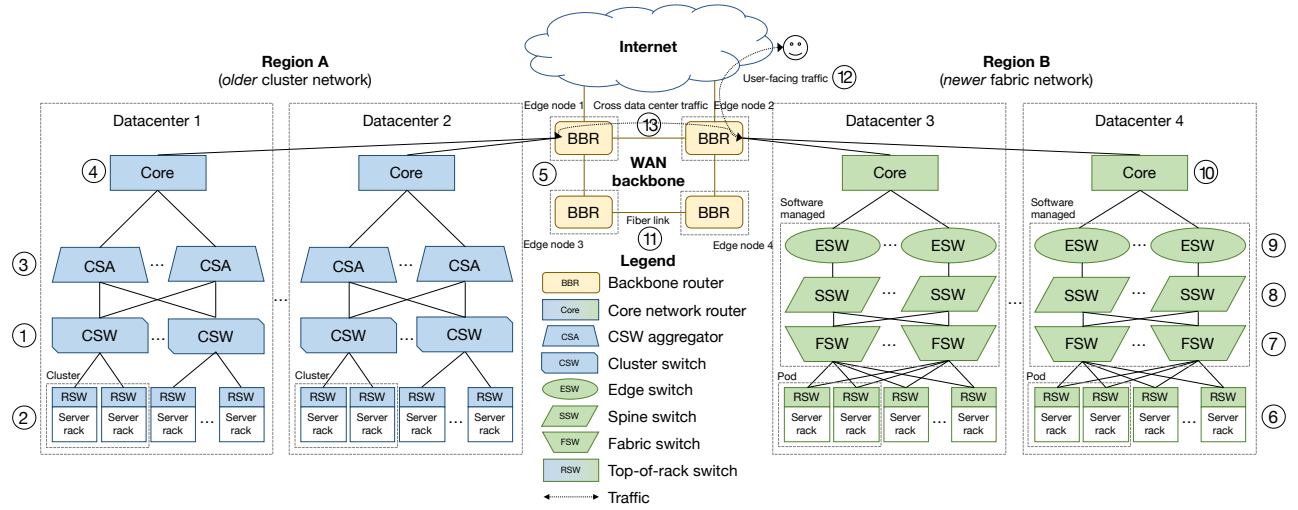 Internet
Region A
(older cluster network)
Region B
(newer fabric network)
User-facing traffic
12
Edge node 1
Cross data center traffic
Edge node 2
13
BBR
BBR
WAN
backbone
5
BBR
BBR
Fiber link
11
Edge node 3
Edge node 4
Datacenter 1
4
Core
3
CSA
...
CSA
1
CSW
...
CSW
Cluster
2
RSW
RSW
RSW
...
RSW
Server
rack
Server
rack
Server
rack
Server
rack
Datacenter 2
Core
CSA
...
CSA
CSW
...
CSW
Cluster
RSW
RSW
RSW
...
RSW
Server
rack
Server
rack
Server
rack
Server
rack
...
Legend
BBR Backbone router
Core Core network router
CSA CSW aggregator
CSW Cluster switch
ESW Edge switch
SSW Spine switch
FSW Fabric switch
RSW Top-of-rack switch
Traffic
Datacenter 3
Core
Software
managed
ESW
...
ESW
SSW
...
SSW
FSW
...
FSW
Pod
RSW
RSW
RSW
...
RSW
Server
rack
Server
rack
Server
rack
Server
rack
...
Datacenter 4
Core
10
Software
managed
ESW
...
ESW
9
SSW
...
SSW
8
FSW
...
FSW
7
Pod
RSW
RSW
RSW
...
RSW
6
Server
rack
Server
rack
Server
rack
Server
rack